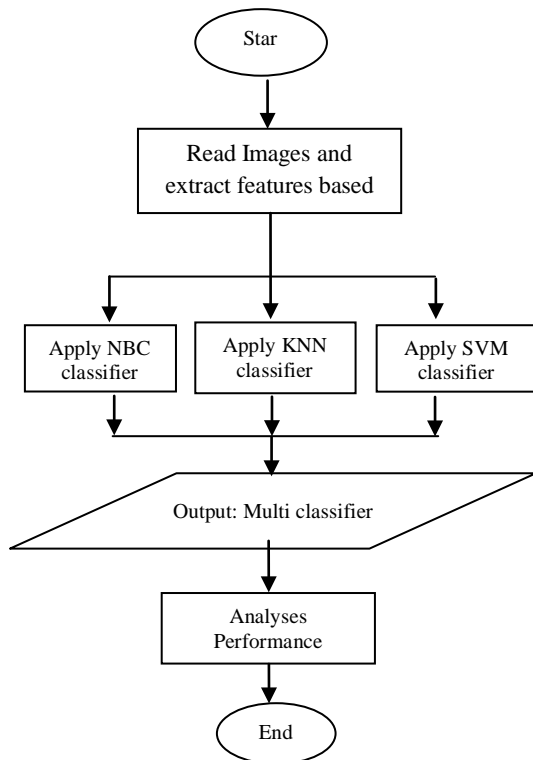 Star
Read Images and
extract features based
Apply NBC
classifier
Apply KNN
classifier
Apply SVM
classifier
Output: Multi classifier
Analyses
Performance
End